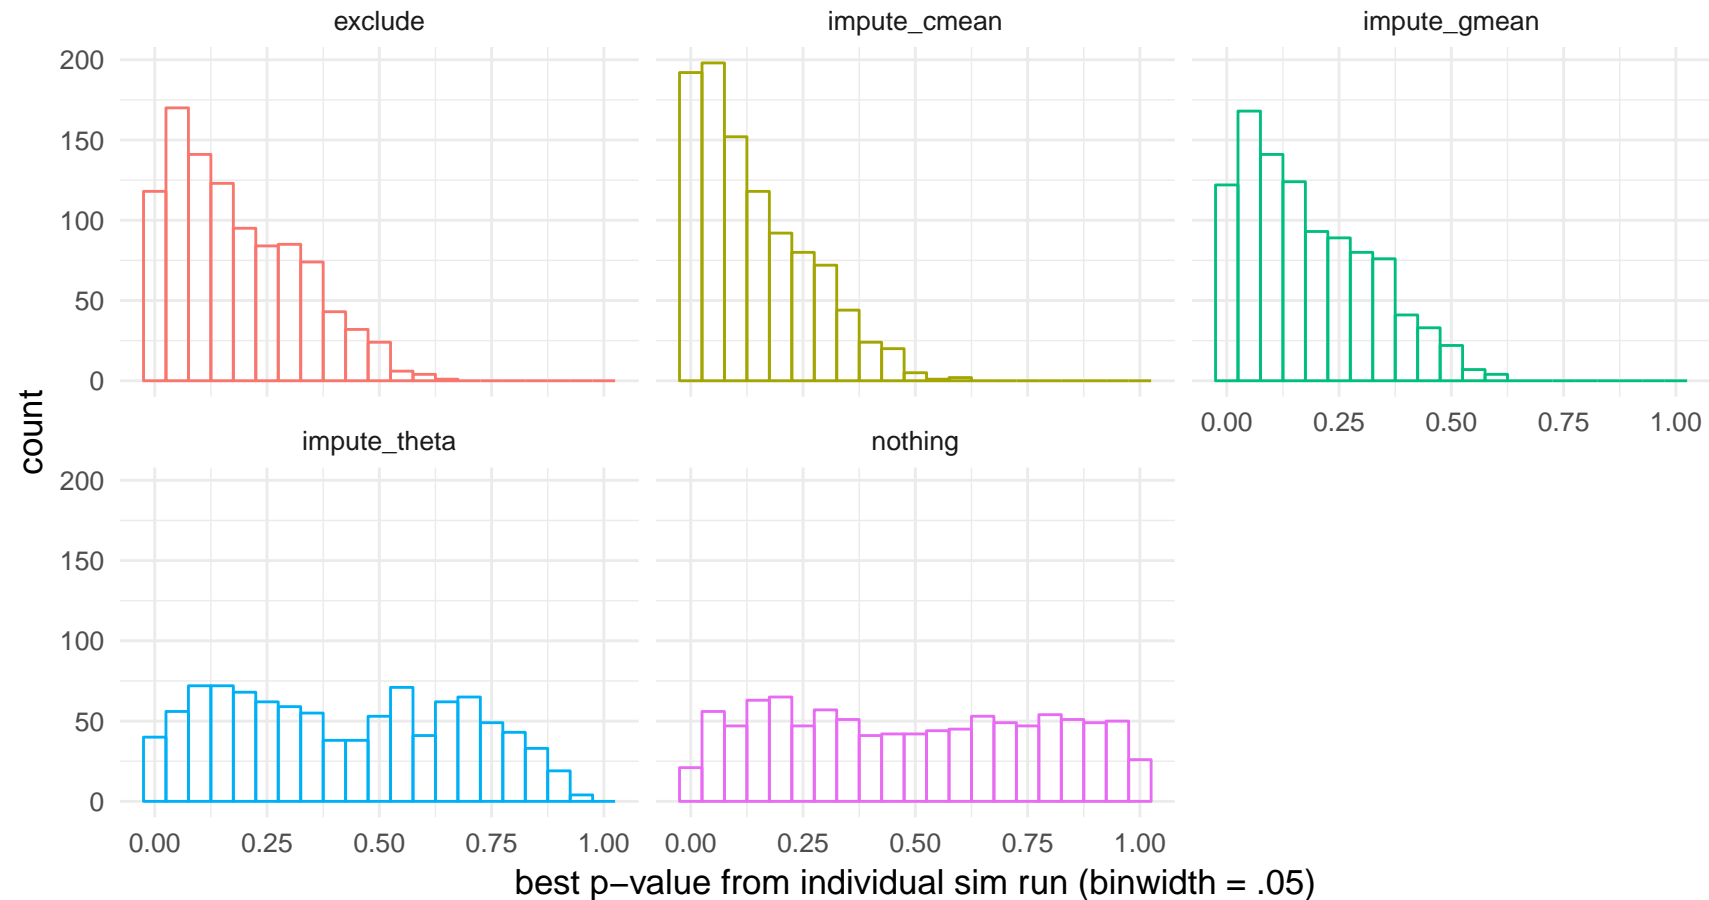 exclude impute_cmean impute_gmean
200
150
100
50
0
0.00 0.25 0.50 0.75 1.00
count
impute_theta nothing
200
150
100
50
0
0.00 0.25 0.50 0.75 1.00 0.00 0.25 0.50 0.75 1.00
best p−value from individual sim run (binwidth = .05)